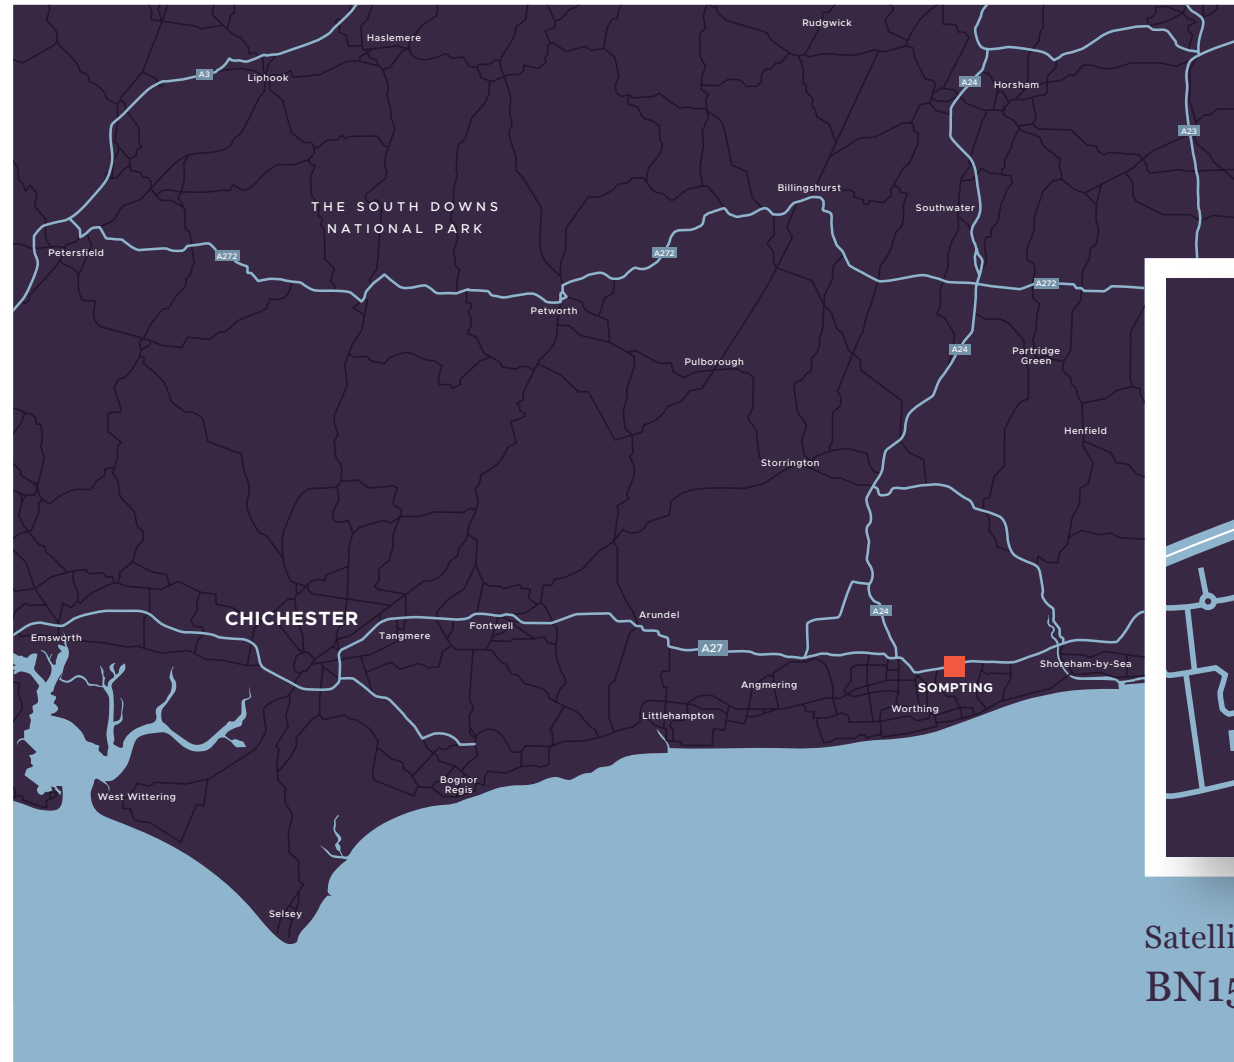 Rudgwick
Haslemere
A3
Liphook
A24
Horsham
A23
Billingshurst
THE SOUTH DOWNS
NATIONAL PARK
Southwater
Petersfield
A272
A272
A272
Petworth
A24
Partridge
Green
Pulborough
Henfield
Storrington
A24
Arundel
CHICHESTER
Fontwell
Emsworth
Tangmere
A27
Shoreham-by-Sea
Angmering
SOMPTING
Worthing
Littlehampton
Bognor
Regis
West Wittering
Selsey
Satelli
BN15